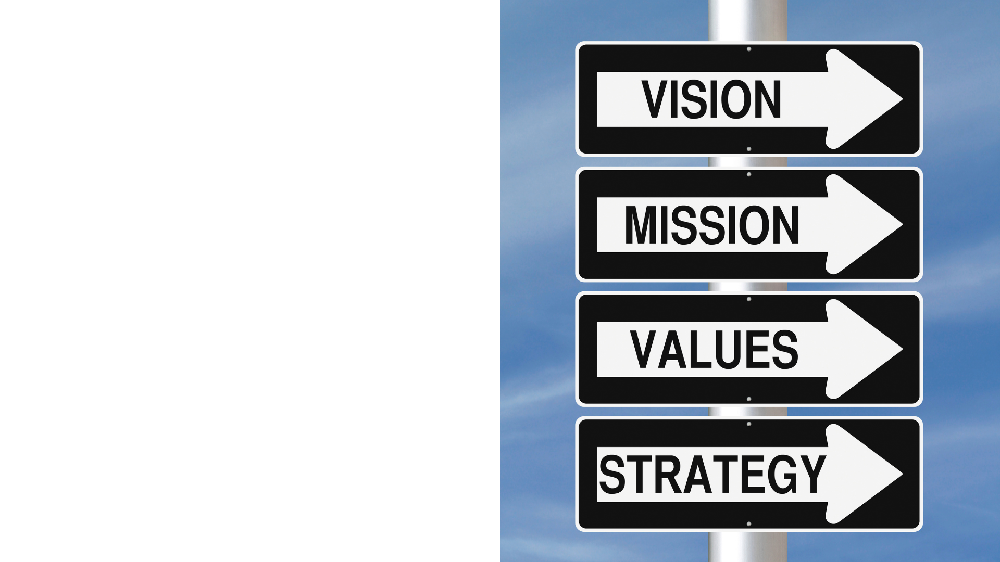 VISION
MISSION
VALUES
STRATEGY